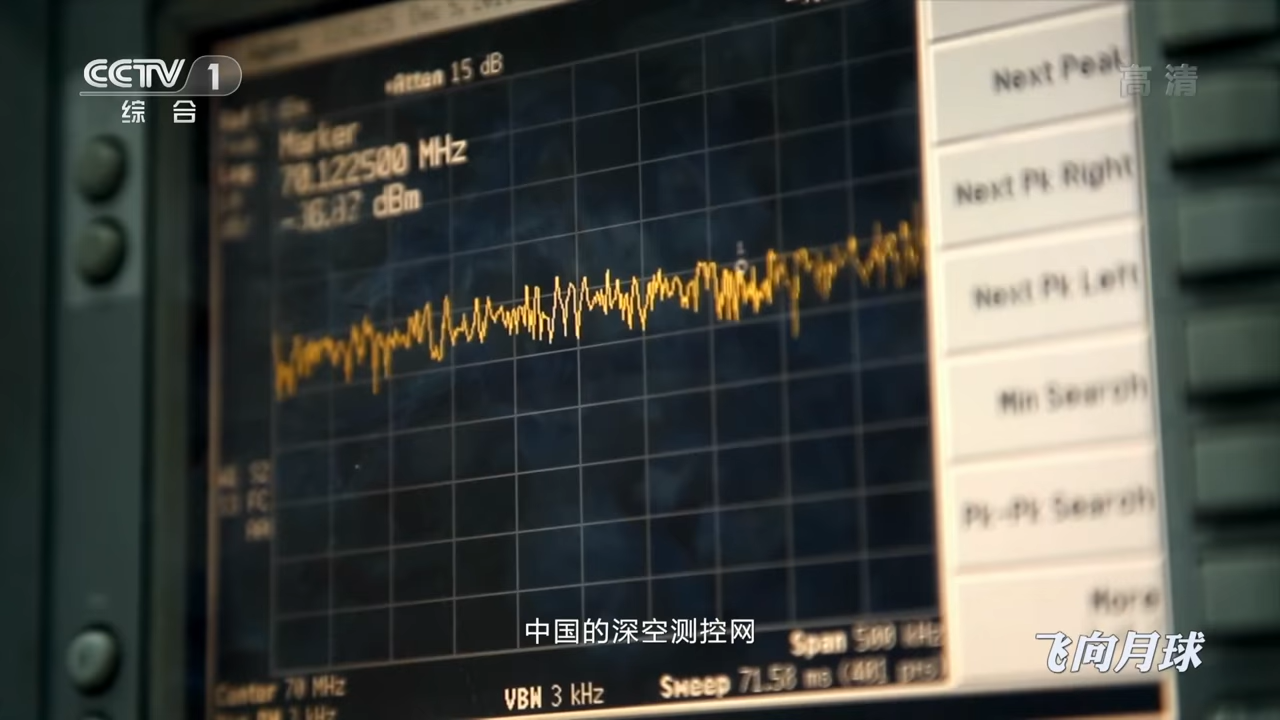 CCTV 1
综合
高清
*Atten 15 dB
Marker
70.122500 MHz
dBm
Next Peak
Next Pk Right
Next Pk Left
Min Search
Pk-Pk Search
More
中国的深空测控网
飞向月球
Span 500 kHz
Center 70 MHz
VBW 3 kHz
Sweep 71.58 ms (401 pts)